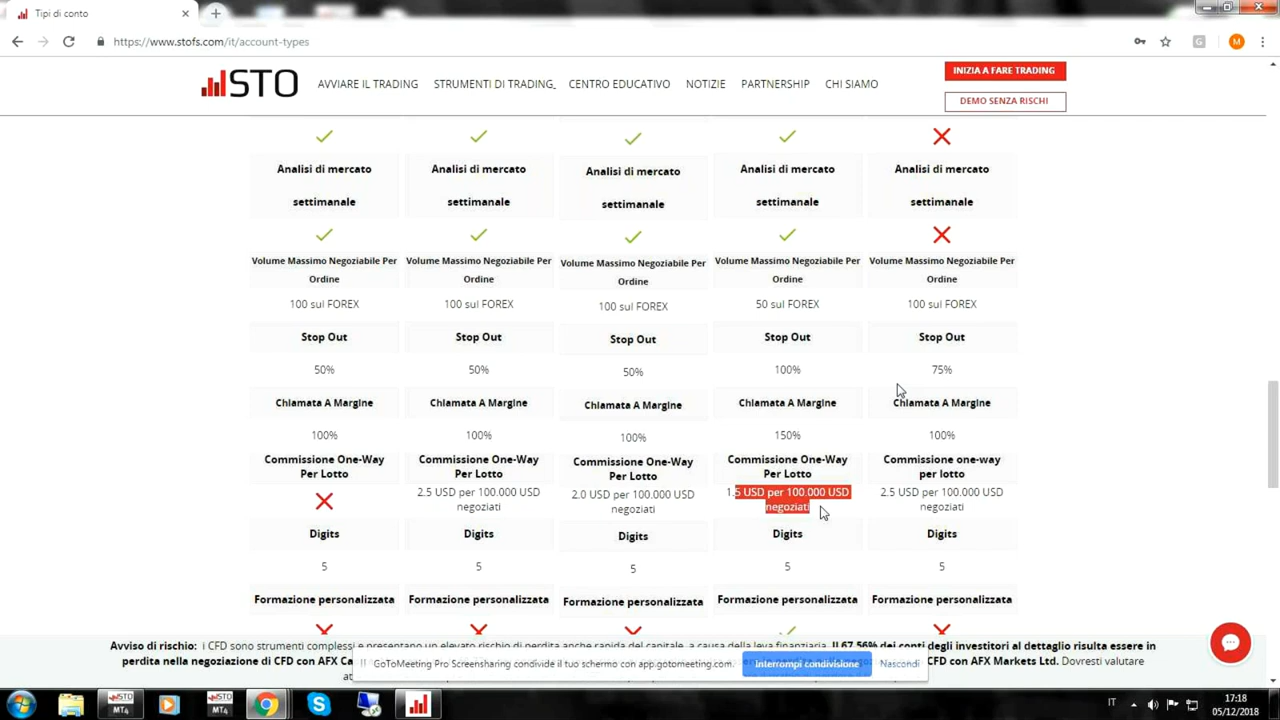 Tipi di conto
https://www.stofs.com/it/account-types
G
M
STO
AVVIARE IL TRADING STRUMENTI DI TRADING CENTRO EDUCATIVO NOTIZIE PARTNERSHIP CHI SIAMO
INIZIA A FARE TRADING
DEMO SENZA RISCHI
Analisi di mercato Analisi di mercato Analisi di mercato Analisi di mercato Analisi di mercato
settimanale settimanale settimanale settimanale settimanale
Volume Massimo Negoziabile Per Volume Massimo Negoziabile Per Volume Massimo Negoziabile Per Volume Massimo Negoziabile Per Volume Massimo Negoziabile Per
Ordine Ordine Ordine Ordine Ordine
100 sul FOREX 100 sul FOREX 100 sul FOREX 50 sul FOREX 100 sul FOREX
Stop Out Stop Out Stop Out Stop Out Stop Out
50% 50% 50% 100% 75%
Chiamata A Margine Chiamata A Margine Chiamata A Margine Chiamata A Margine Chiamata A Margine
100% 100% 100% 150% 100%
Commissione One-Way Commissione One-Way Commissione One-Way Commissione One-Way Commissione one-way
Per Lotto Per Lotto Per Lotto Per Lotto per lotto
2.5 USD per 100.000 USD 2.0 USD per 100.000 USD 1.5 USD per 100.000 USD 2.5 USD per 100.000 USD
negoziati negoziati negoziati negoziati
Digits Digits Digits Digits Digits
5 5 5 5 5
Formazione personalizzata Formazione personalizzata Formazione personalizzata Formazione personalizzata Formazione personalizzata
Avviso di rischio: i CFD sono strumenti complessi e presentano un elevato rischio di perdita anche rapida del capitale, a causa della leva finanziaria. Il 67.56% dei conti degli investitori al dettaglio risulta essere in
perdita nella negoziazione di CFD con AFX CFD con AFX Markets Ltd. Dovresti valutare
GoToMeeting Pro Screensharing condivide il tuo schermo con app.gotomeeting.com.
Interrompi condivisione
Nascondi
STO
MT4
STO
MT4
IT
17:18
05/12/2018